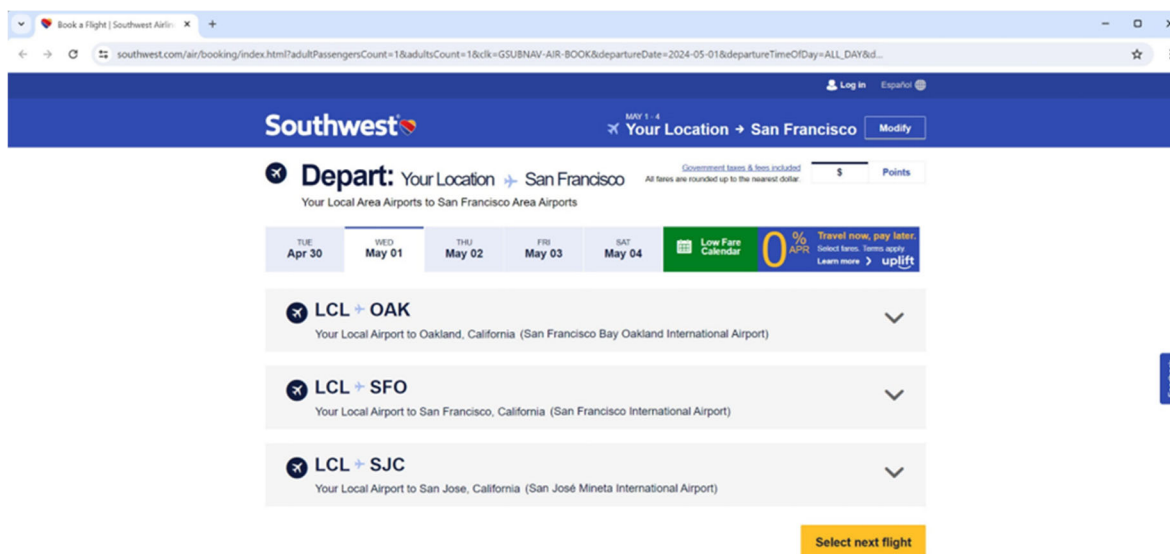 Book a Flight | Southwest Airlin
southwest.com/air/booking/index.html?adultPassengersCount=1&adultsCount=1&clk=GSUBNAV-AIR-BOOK&departureDate=2024-05-01&departureTimeOfDay=ALL_DAY&d...
Log in Español
Southwest
MAY 1 - 4
Your Location → San Francisco Modify
Depart: Your Location San Francisco
Government taxes & fees included
All fares are rounded up to the nearest dollar.
$ Points
Your Local Area Airports to San Francisco Area Airports
TUE
Apr 30
WED
May 01
THU
May 02
FRI
May 03
SAT
May 04
Low Fare
Calendar
0% APR
Travel now, pay later.
Select fares. Terms apply.
Learn more uplift
LCL OAK
Your Local Airport to Oakland, California (San Francisco Bay Oakland International Airport)
LCL SFO
Your Local Airport to San Francisco, California (San Francisco International Airport)
LCL SJC
Your Local Airport to San Jose, California (San José Mineta International Airport)
Select next flight